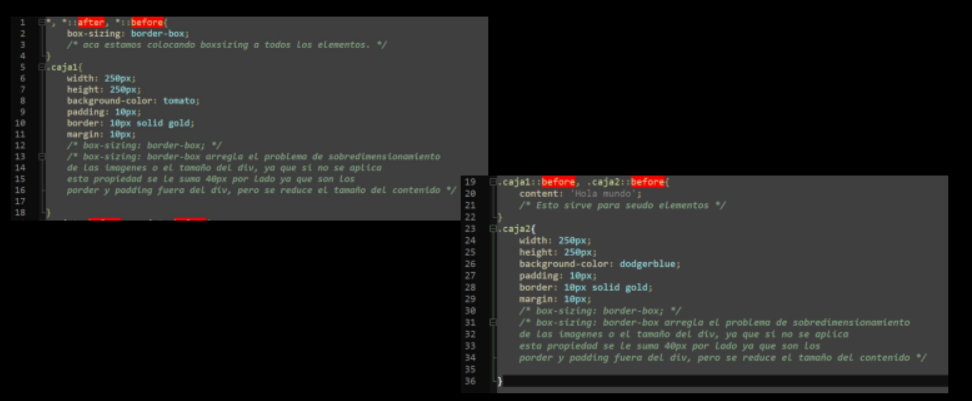 1 *, *::after, *::before{
2 box-sizing: border-box;
3 /* aca estamos colocando boxsizing a todos los elementos. */
4 }
5 .caja1{
6 width: 250px;
7 height: 250px;
8 background-color: tomato;
9 padding: 10px;
10 border: 10px solid gold;
11 margin: 10px;
12 /* box-sizing: border-box; */
13 /* box-sizing: border-box arregla el problema de sobredimensionamiento
14 de las imagenes o el tamaño del div, ya que si no se aplica
15 esta propiedad se le suma 40px por lado ya que son los
16 porder y padding fuera del div, pero se reduce el tamaño del contenido */
17
18 }
19 .caja1::before, .caja2::before{
20 content: 'Hola mundo';
21 /* Esto sirve para seudo elementos */
22 }
23 .caja2{
24 width: 250px;
25 height: 250px;
26 background-color: dodgerblue;
27 padding: 10px;
28 border: 10px solid gold;
29 margin: 10px;
30 /* box-sizing: border-box; */
31 /* box-sizing: border-box arregla el problema de sobredimensionamiento
32 de las imagenes o el tamaño del div, ya que si no se aplica
33 esta propiedad se le suma 40px por lado ya que son los
34 porder y padding fuera del div, pero se reduce el tamaño del contenido */
35
36 }